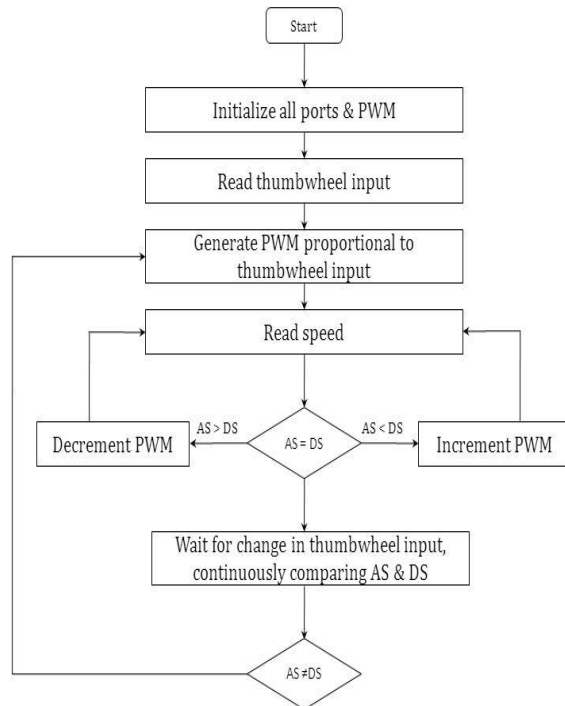 Start
Initialize all ports & PWM
Read thumbwheel input
Generate PWM proportional to
thumbwheel input
Read speed
AS > DS
AS < DS
Decrement PWM
AS = DS
Increment PWM
Wait for change in thumbwheel input,
continuously comparing AS & DS
AS ≠DS